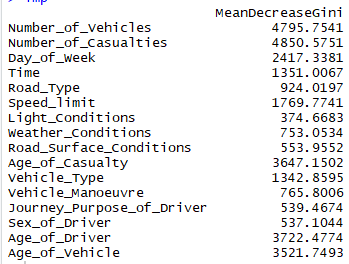 MeanDecreaseGini
Number_of_Vehicles 4795.7541
Number_of_Casualties 4850.5751
Day_of_Week 2417.3381
Time 1351.0067
Road_Type 924.0197
Speed_limit 1769.7741
Light_Conditions 374.6683
Weather_Conditions 753.0534
Road_Surface_Conditions 553.9552
Age_of_Casualty 3647.1502
Vehicle_Type 1342.8595
Vehicle_Manoeuvre 765.8006
Journey_Purpose_of_Driver 539.4674
Sex_of_Driver 537.1044
Age_of_Driver 3722.4774
Age_of_Vehicle 3521.7493